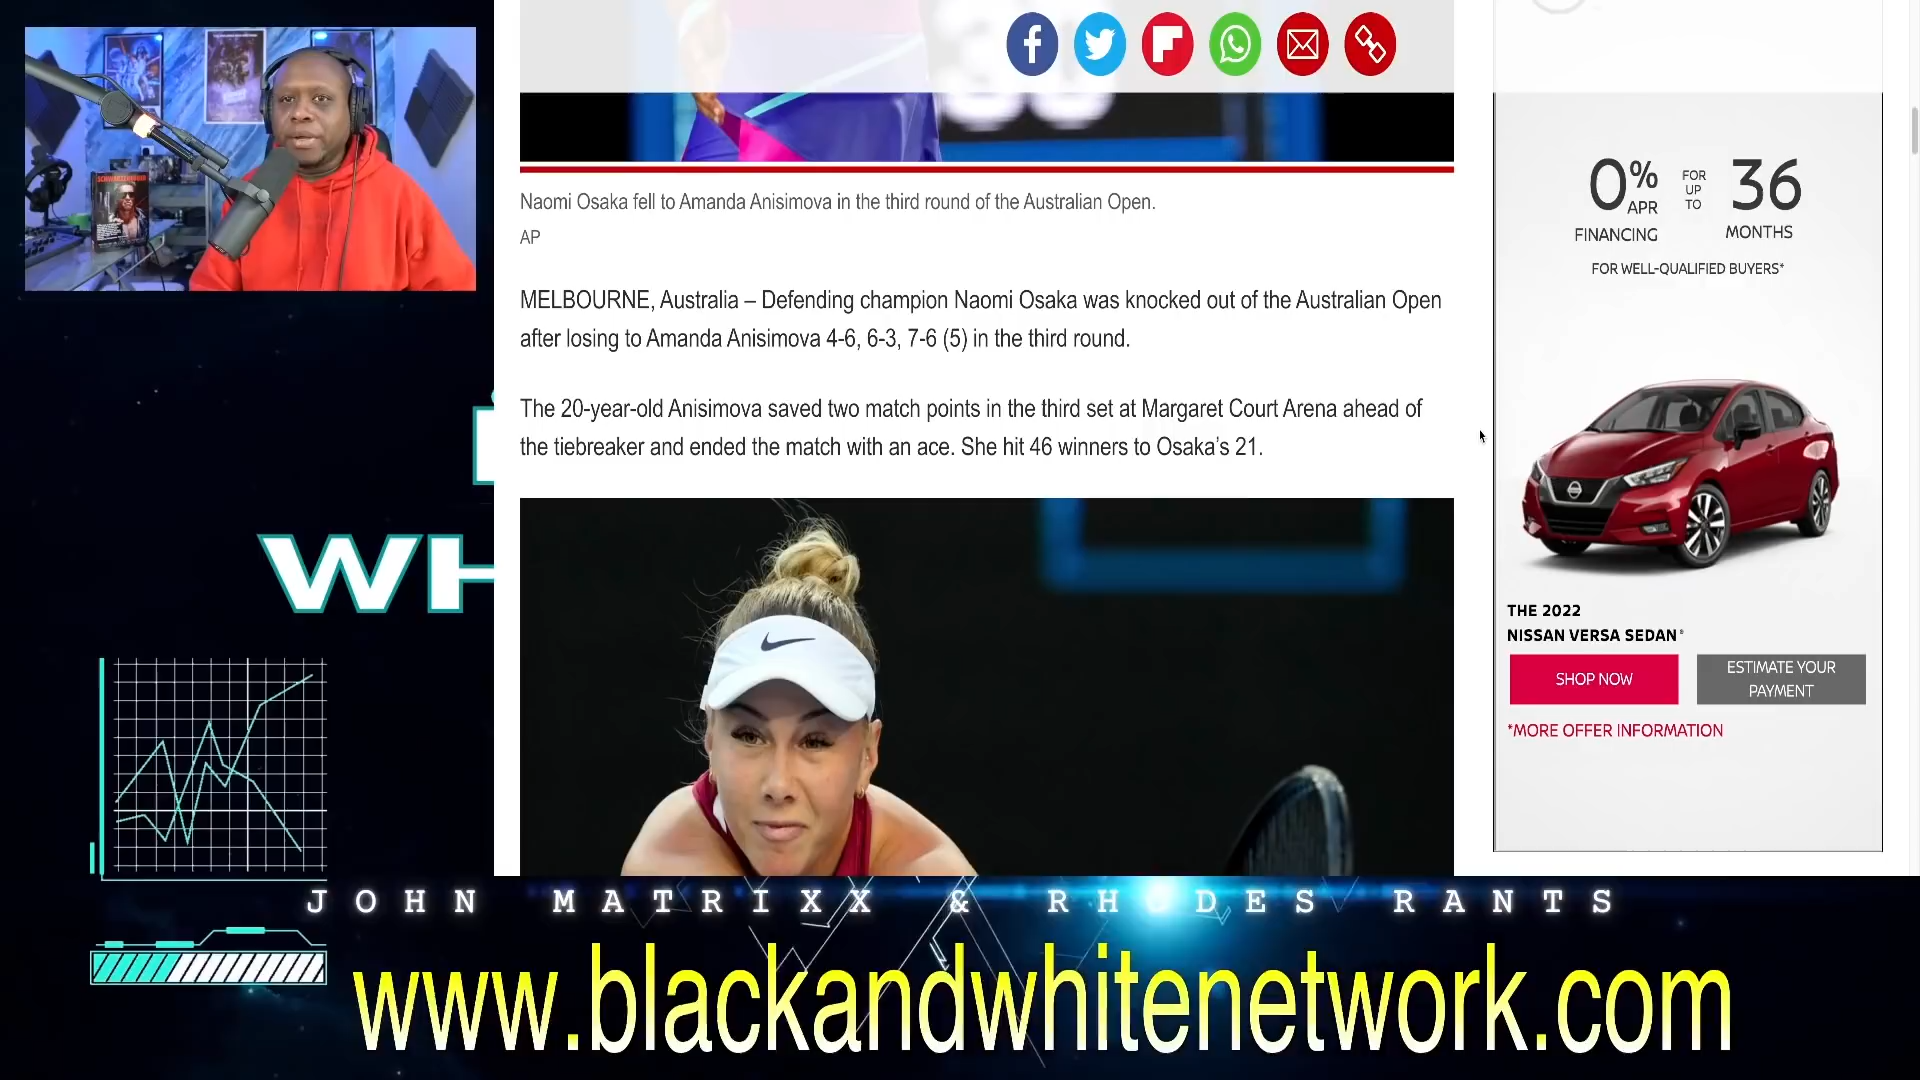 30
Naomi Osaka fell to Amanda Anisimova in the third round of the Australian Open.
AP
MELBOURNE, Australia – Defending champion Naomi Osaka was knocked out of the Australian Open
after losing to Amanda Anisimova 4-6, 6-3, 7-6 (5) in the third round.
The 20-year-old Anisimova saved two match points in the third set at Margaret Court Arena ahead of
the tiebreaker and ended the match with an ace. She hit 46 winners to Osaka’s 21.
0% APR
FINANCING
FOR
UP
TO
36
MONTHS
FOR WELL-QUALIFIED BUYERS*
THE 2022
NISSAN VERSA SEDAN®
SHOP NOW
ESTIMATE YOUR
PAYMENT
*MORE OFFER INFORMATION
WH
JOHN MATRIXX & RHODES RANTS
www.blackandwhitenetwork.com